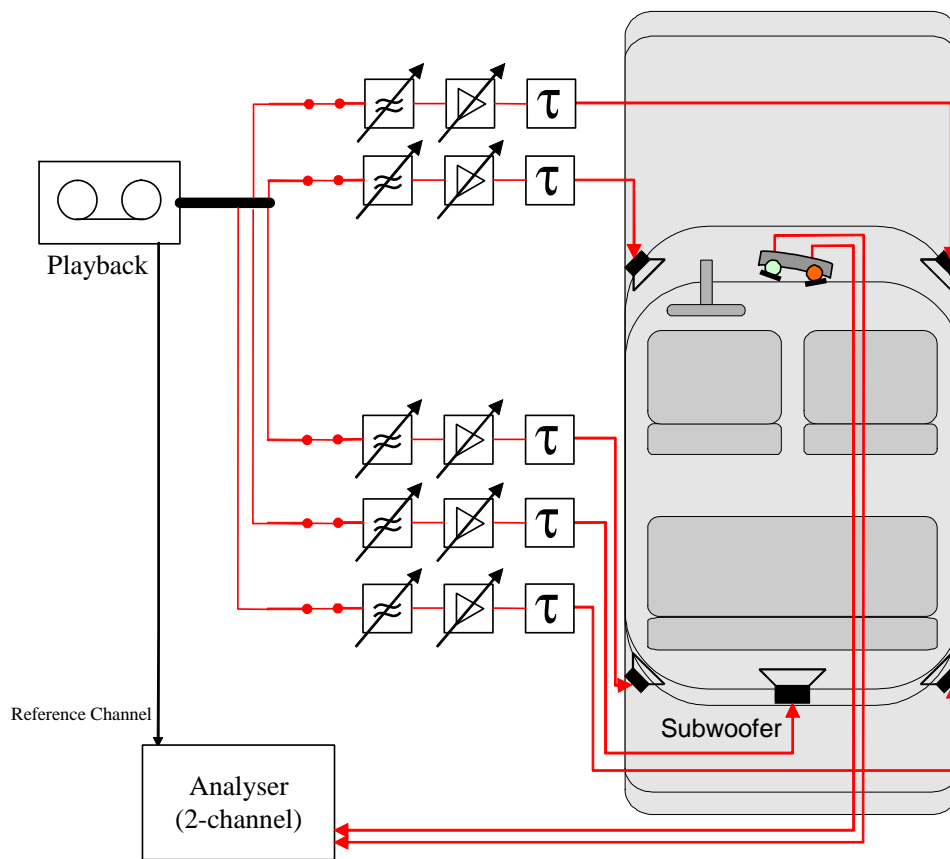 τ
τ
Playback
τ
τ
τ
Reference Channel
Subwoofer
Analyser
(2-channel)